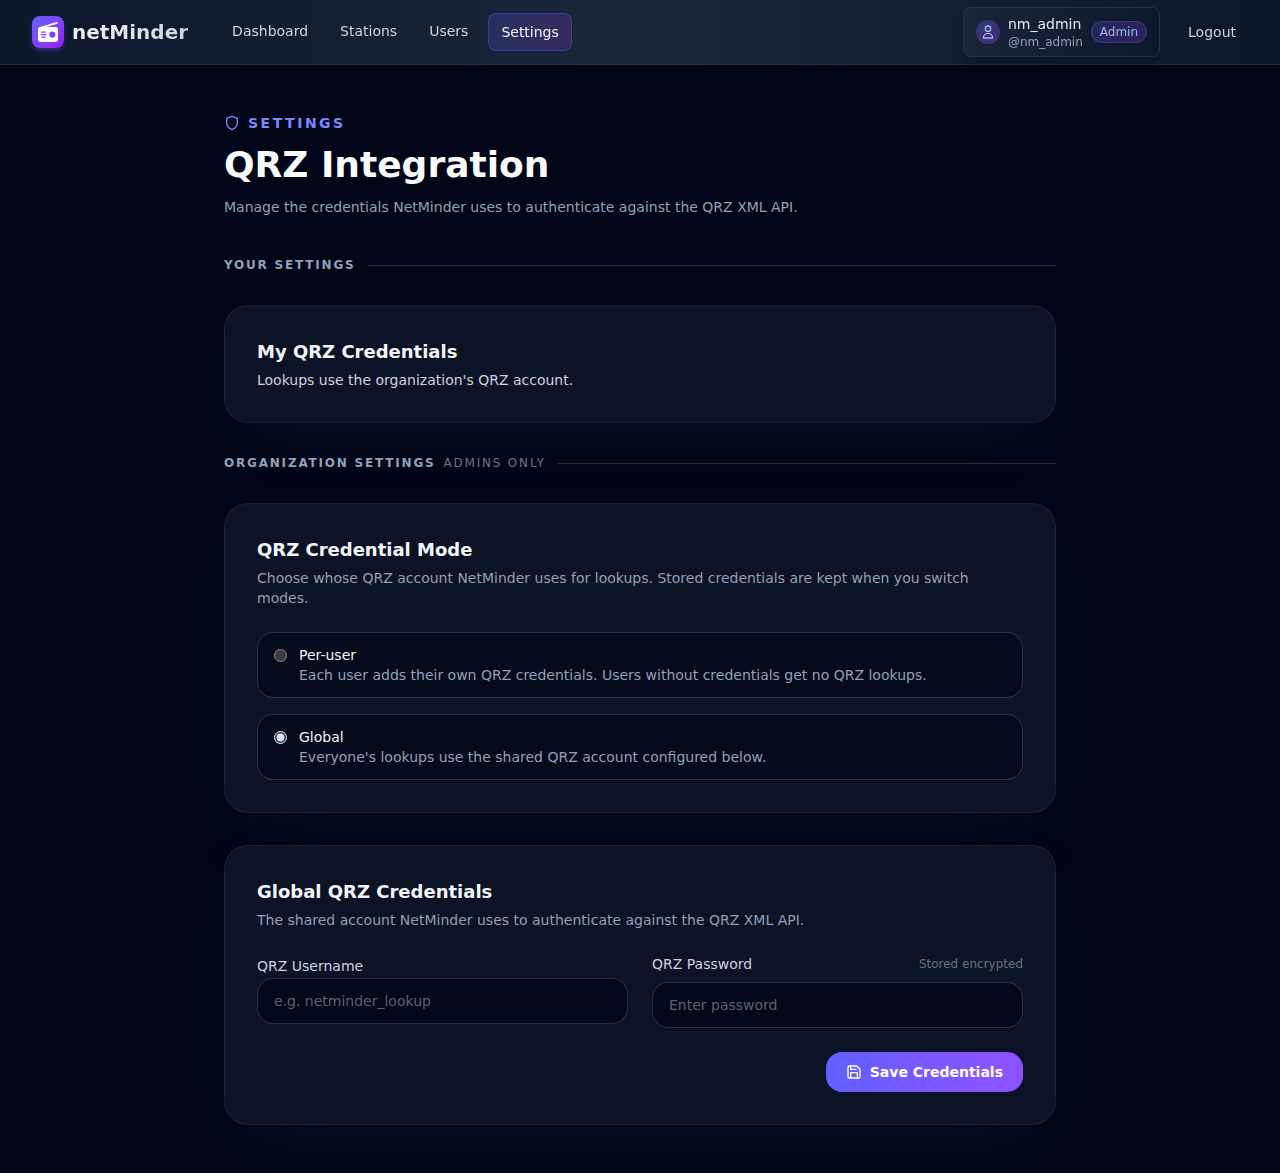 netMinder
Dashboard
Stations
Users
Settings
nm_admin
@nm_admin
Admin
Logout
SETTINGS
QRZ Integration
Manage the credentials NetMinder uses to authenticate against the QRZ XML API.
YOUR SETTINGS
My QRZ Credentials
Lookups use the organization's QRZ account.
ORGANIZATION SETTINGS ADMINS ONLY
QRZ Credential Mode
Choose whose QRZ account NetMinder uses for lookups. Stored credentials are kept when you switch
modes.
Per-user
Each user adds their own QRZ credentials. Users without credentials get no QRZ lookups.
Global
Everyone's lookups use the shared QRZ account configured below.
Global QRZ Credentials
The shared account NetMinder uses to authenticate against the QRZ XML API.
QRZ Username
e.g. netminder_lookup
QRZ Password
Stored encrypted
Enter password
Save Credentials